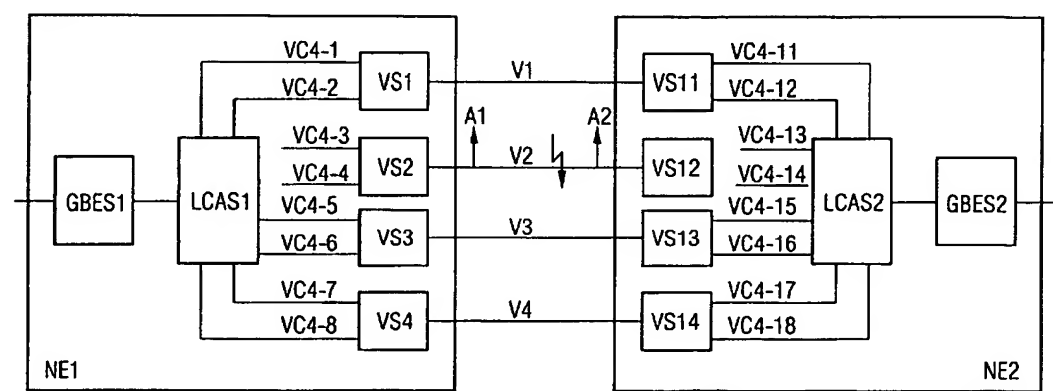 VC4-1
VS1
V1
VS11
VC4-11
VC4-2
VC4-12
A1
A2
VC4-3
VS2
V2
VS12
VC4-13
VC4-4
VC4-14
GBES1
LCAS1
LCAS2
GBES2
VC4-5
VS3
V3
VS13
VC4-15
VC4-6
VC4-16
VC4-7
VS4
V4
VS14
VC4-17
VC4-8
VC4-18
NE1
NE2